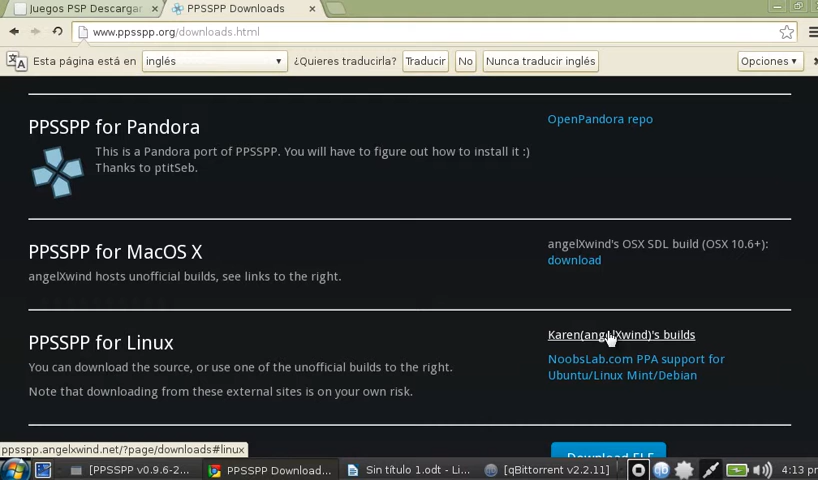 Juegos PSP Descargar
PPSSPP Downloads
www.ppsspp.org/downloads.html
Esta página está en inglés ¿Quieres traducirla? Traducir No Nunca traducir inglés Opciones
PPSSPP for Pandora
This is a Pandora port of PPSSPP. You will have to figure out how to install it :)
Thanks to ptitSeb.
OpenPandora repo
PPSSPP for MacOS X
angelXwind hosts unofficial builds, see links to the right.
angelXwind's OSX SDL build (OSX 10.6+):
download
PPSSPP for Linux
You can download the source, or use one of the unofficial builds to the right.
Note that downloading from these external sites is on your own risk.
Karen(angelXwind)'s builds
NoobsLab.com PPA support for
Ubuntu/Linux Mint/Debian
Download ELF
ppsspp.angelxwind.net/?page/downloads#linux
[PPSSPP v0.9.6-2...
PPSSPP Download...
Sin título 1.odt - Li...
[qBittorrent v2.2.11]
4:13 pm